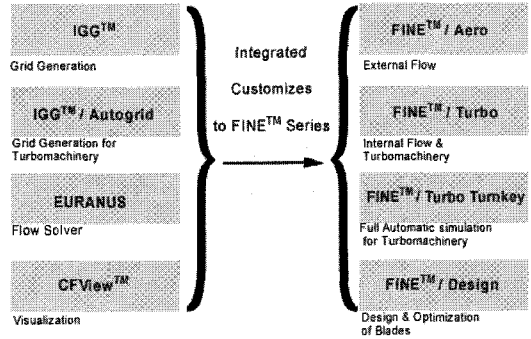 IGG™
Grid Generation
IGG™ / Autogrid
Grid Generation for
Turbomachinery
EURANUS
Flow Solver
CFView™
Visualization
Integrated
Customizes
to FINE™ Series
FINE™ / Aero
External Flow
FINE™ / Turbo
Internal Flow &
Turbomachinery
FINE™ / Turbo Turnkey
Full Automatic simulation
for Turbomachinery
FINE™ / Design
Design & Optimization
of Blades